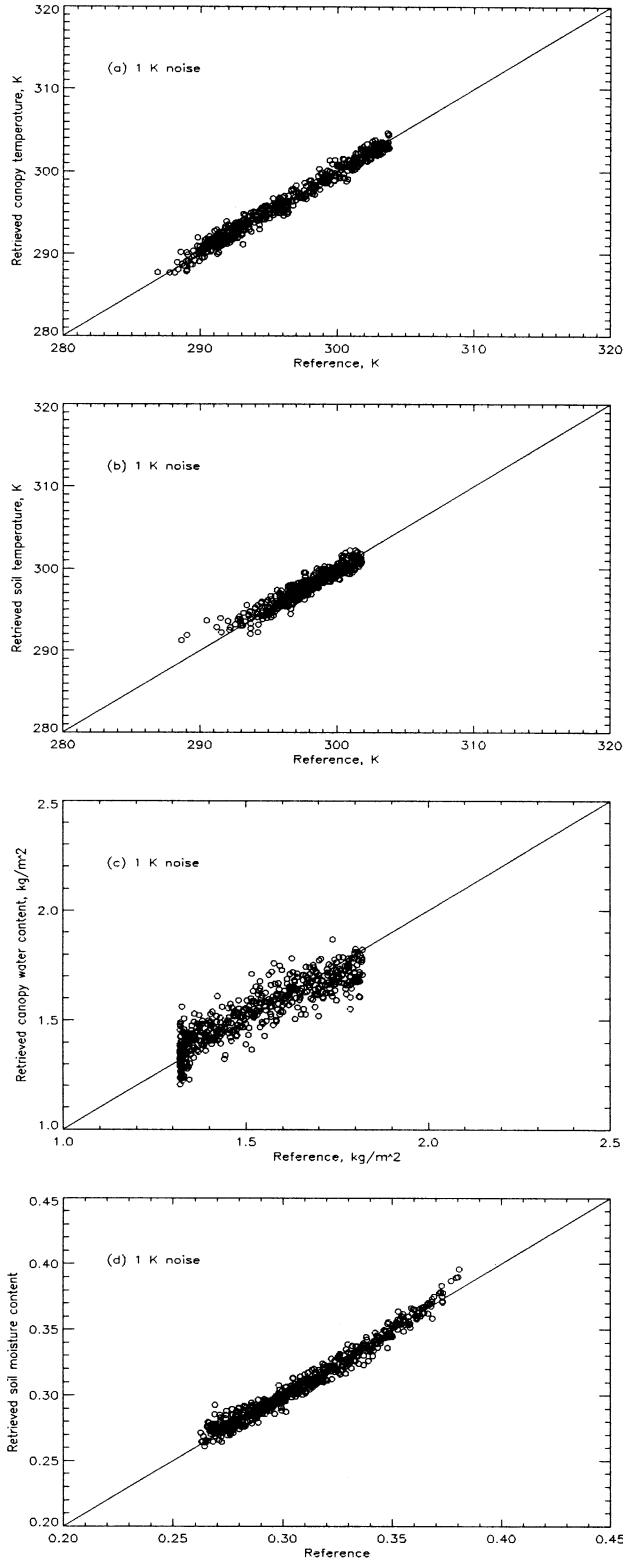 320
310
300
290
280
Retrieved canopy temperature, K
(a) 1 K noise
280 290 300 310 320
Reference, K
320
310
300
290
280
Retrieved soil temperature, K
(b) 1 K noise
280 290 300 310 320
Reference, K
2.5
2.0
1.5
1.0
Retrieved canopy water content, kg/m^2
(c) 1 K noise
1.0 1.5 2.0 2.5
Reference, kg/m^2
0.45
0.40
0.35
0.30
0.25
0.20
Retrieved soil moisture content
(d) 1 K noise
0.20 0.25 0.30 0.35 0.40 0.45
Reference